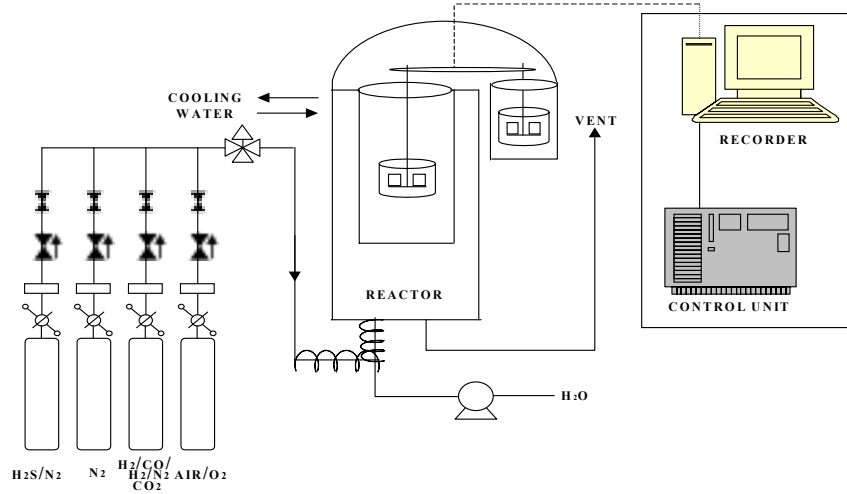 COOLING
WATER
VENT
RECORDER
REACTOR
CONTROL UNIT
H2O
H2S/N2
N2
H2/CO/
H2/N2
CO2
AIR/O2